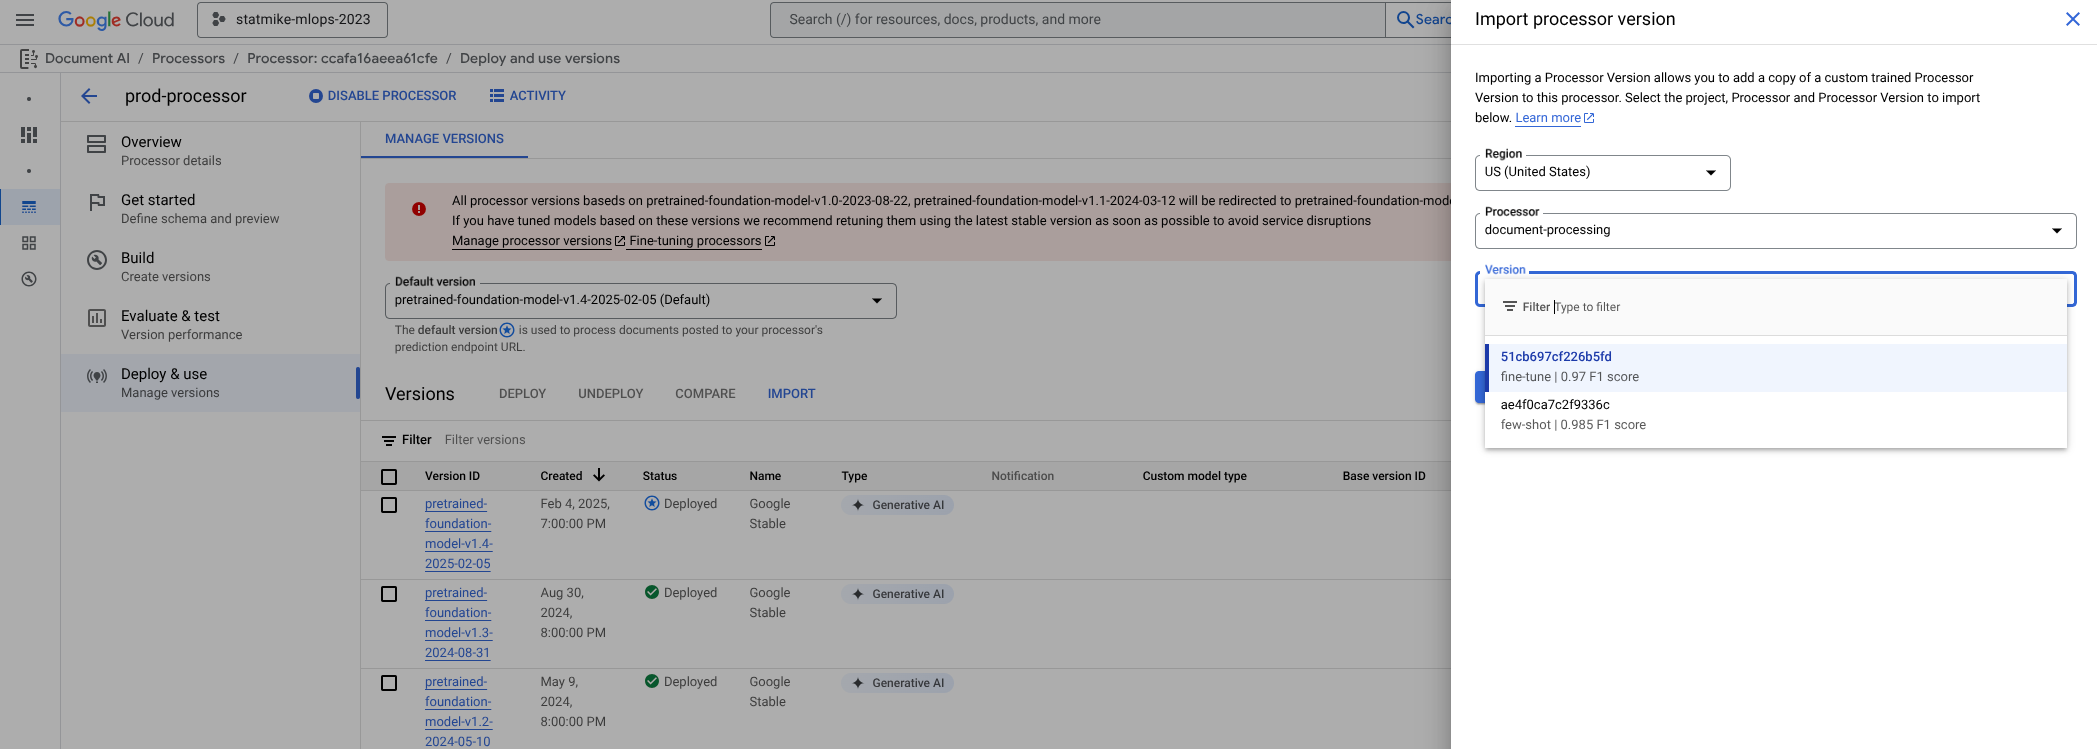 Google Cloud
statmike-mlops-2023
Search (/) for resources, docs, products, and more
Document AI / Processors / Processor: ccafa16aeea61cfe / Deploy and use versions
prod-processor
DISABLE PROCESSOR
ACTIVITY
Overview
Processor details
Get started
Define schema and preview
Build
Create versions
Evaluate & test
Version performance
Deploy & use
Manage versions
MANAGE VERSIONS
All processor versions baseds on pretrained-foundation-model-v1.0-2023-08-22, pretrained-foundation-model-v1.1-2024-03-12 will be redirected to
If you have tuned models based on these versions we recommend retuning them using the latest stable version as soon as possible to avoid service disruptions
Manage processor versions Fine-tuning processors
Default version
pretrained-foundation-model-v1.4-2025-02-05 (Default)
The default version is used to process documents posted to your processor's
prediction endpoint URL.
Versions DEPLOY UNDEPLOY COMPARE IMPORT
Filter Filter versions
Version ID Created Status Name Type Notification Custom model type Base version ID
pretrained-foundation-model-v1.4-2025-02-05
Feb 4, 2025, 7:00:00 PM
Deployed
Google Stable
Generative AI
pretrained-foundation-model-v1.3-2024-08-31
Aug 30, 2024, 8:00:00 PM
Deployed
Google Stable
Generative AI
pretrained-foundation-model-v1.2-2024-05-10
May 9, 2024, 8:00:00 PM
Deployed
Google Stable
Generative AI
Import processor version
Importing a Processor Version allows you to add a copy of a custom trained Processor
Version to this processor. Select the project, Processor and Processor Version to import
below. Learn more
Region
US (United States)
Processor
document-processing
Version
Filter Type to filter
51cb697cf226b5fd
fine-tune | 0.97 F1 score
ae4f0ca7c2f9336c
few-shot | 0.985 F1 score